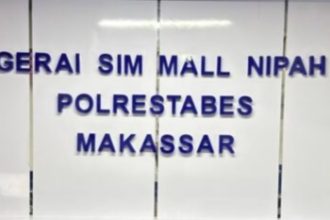 GERAI SIM MALL NIPAH
POLRESTABES
MAKASSAR